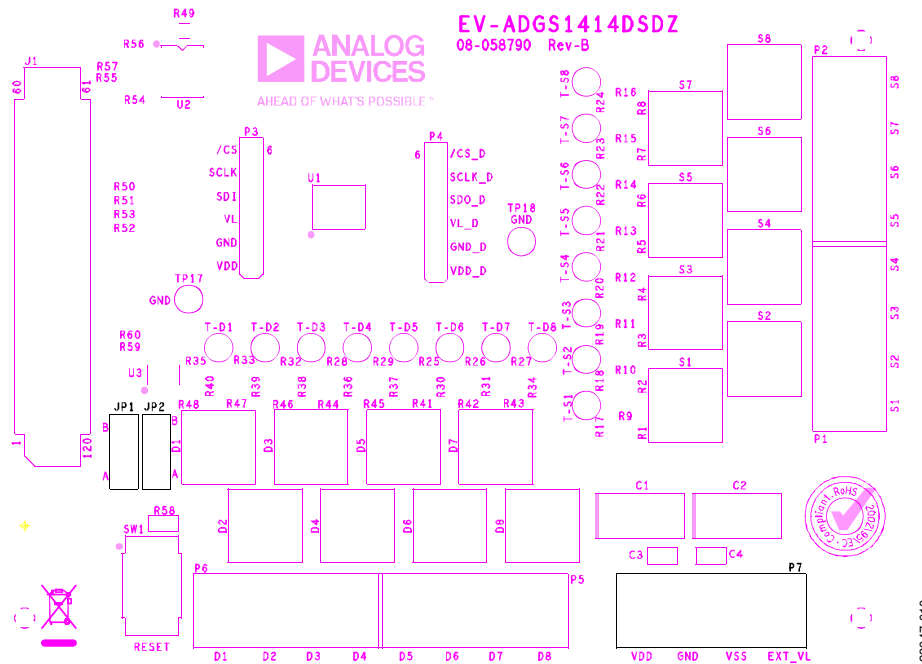 EV-ADGS1414DSDZ
08-058790 Rev-B
ANALOG
DEVICES
AHEAD OF WHAT'S POSSIBLE™
R49
R56
R57
R55
R54
U2
J1
60
61
1
120
P3
6
/CS
SCLK
SDI
VL
GND
VDD
U1
P4
6
/CS_D
SCLK_D
SDO_D
VL_D
GND_D
VDD_D
TP18
GND
R50
R51
R53
R52
TP17
GND
T-S8
T-S7
T-S6
T-S5
T-S4
T-S3
T-S2
T-S1
R24
R23
R22
R21
R20
R19
R18
R17
R16
R15
R14
R13
R12
R11
R10
R9
R8
R7
R6
R5
R4
R3
R2
R1
S7
S5
S3
S1
S8
S6
S4
S2
P2
S8
S7
S6
S5
S4
S3
S2
S1
P1
R60
R59
U3
T-D1 T-D2 T-D3 T-D4 T-D5 T-D6 T-D7 T-D8
R35 R33 R32 R28 R29 R25 R26 R27
R40 R39 R38 R36 R37 R30 R31 R34
JP1 JP2
B
A
B
A
R48 R47 R46 R44 R45 R41 R42 R43
D1 D3 D5 D7
D2 D4 D6 D8
R58
SW1
RESET
P6
P5
D1 D2 D3 D4 D5 D6 D7 D8
C1 C2
C3 C4
P7
VDD GND VSS EXT_VL
Compliant.RoHS
2002/95/EC